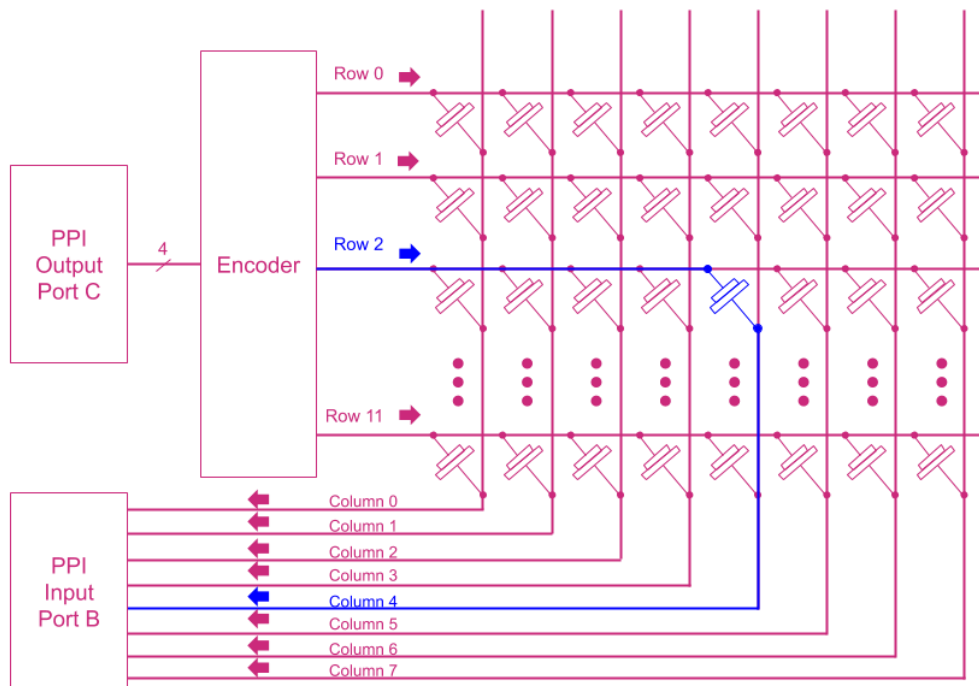 Row 0
Row 1
PPI
Output
Port C
4
Encoder
Row 2
Row 11
PPI
Input
Port B
Column 0
Column 1
Column 2
Column 3
Column 4
Column 5
Column 6
Column 7